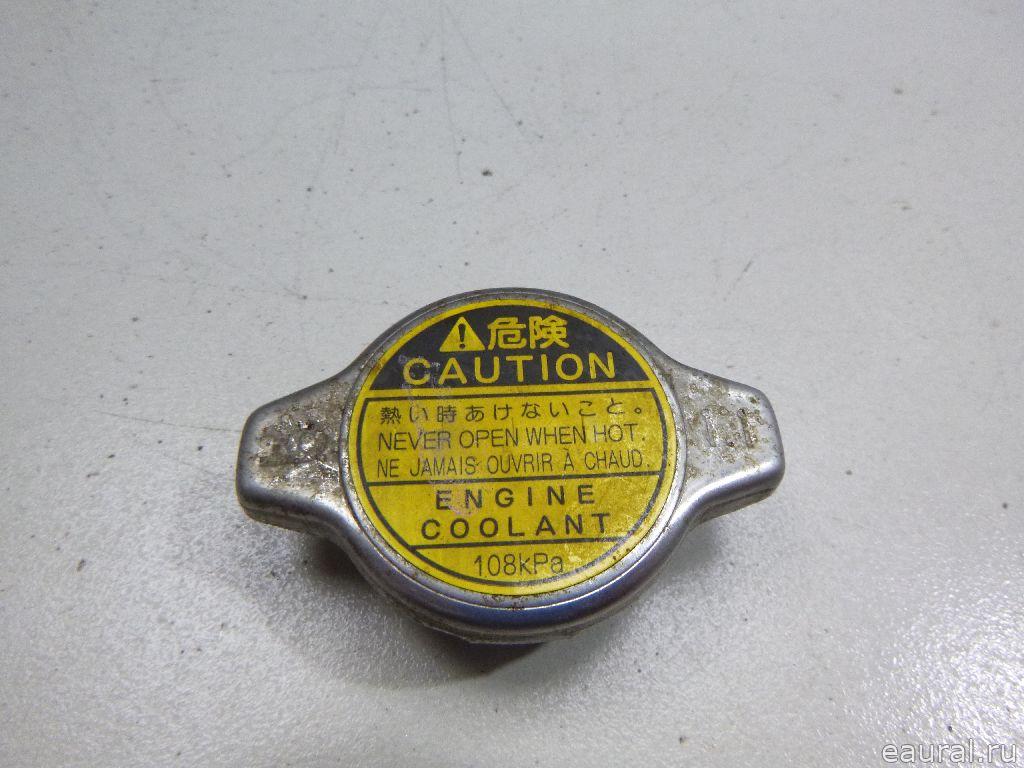 危険
CAUTION
熱い時あけないこと。
NEVER OPEN WHEN HOT.
NE JAMAIS OUVRIR À CHAUD.
ENGINE
COOLANT
108kPa
eaural.ru